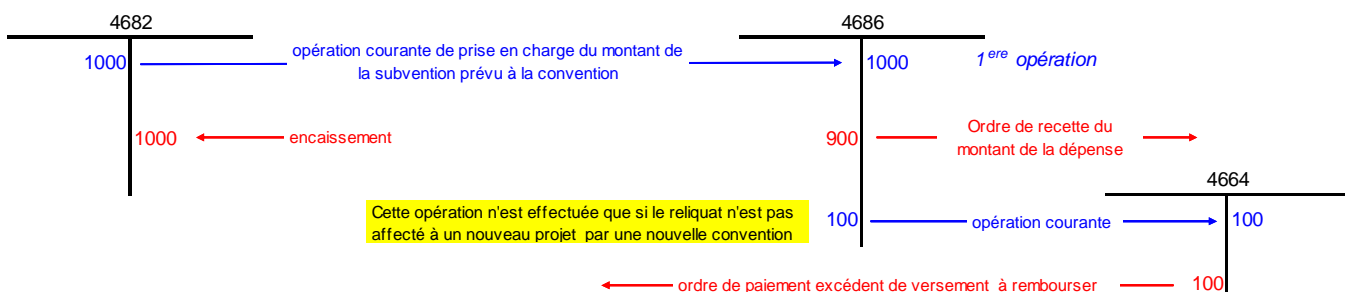 4682 4686
1000 opération courante de prise en charge du montant de 1000 1ere opération
la subvention prévu à la convention
1000 encaissement 900 Ordre de recette du
montant de la dépense
4664
Cette opération n'est effectuée que si le reliquat n'est pas 100 opération courante 100
affecté à un nouveau projet par une nouvelle convention
ordre de paiement excédent de versement à rembourser 100